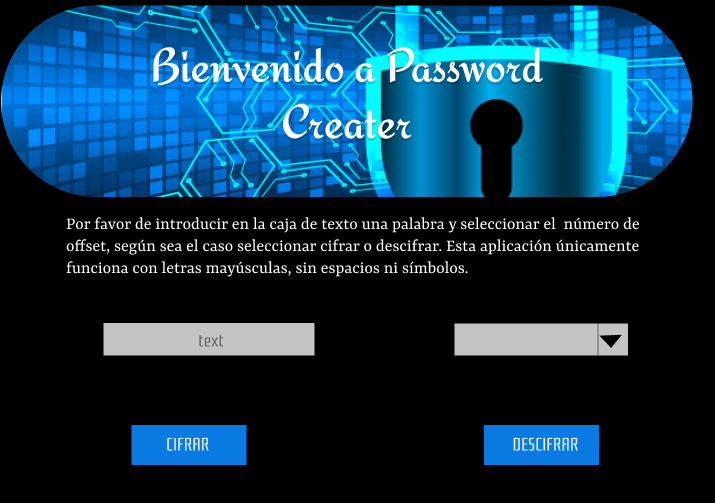 Bienvenido a Password
Creater
Por favor de introducir en la caja de texto una palabra y seleccionar el número de
offset, según sea el caso seleccionar cifrar o descifrar. Esta aplicación únicamente
funciona con letras mayúsculas, sin espacios ni símbolos.
text
CIFRAR
DESCIFRAR